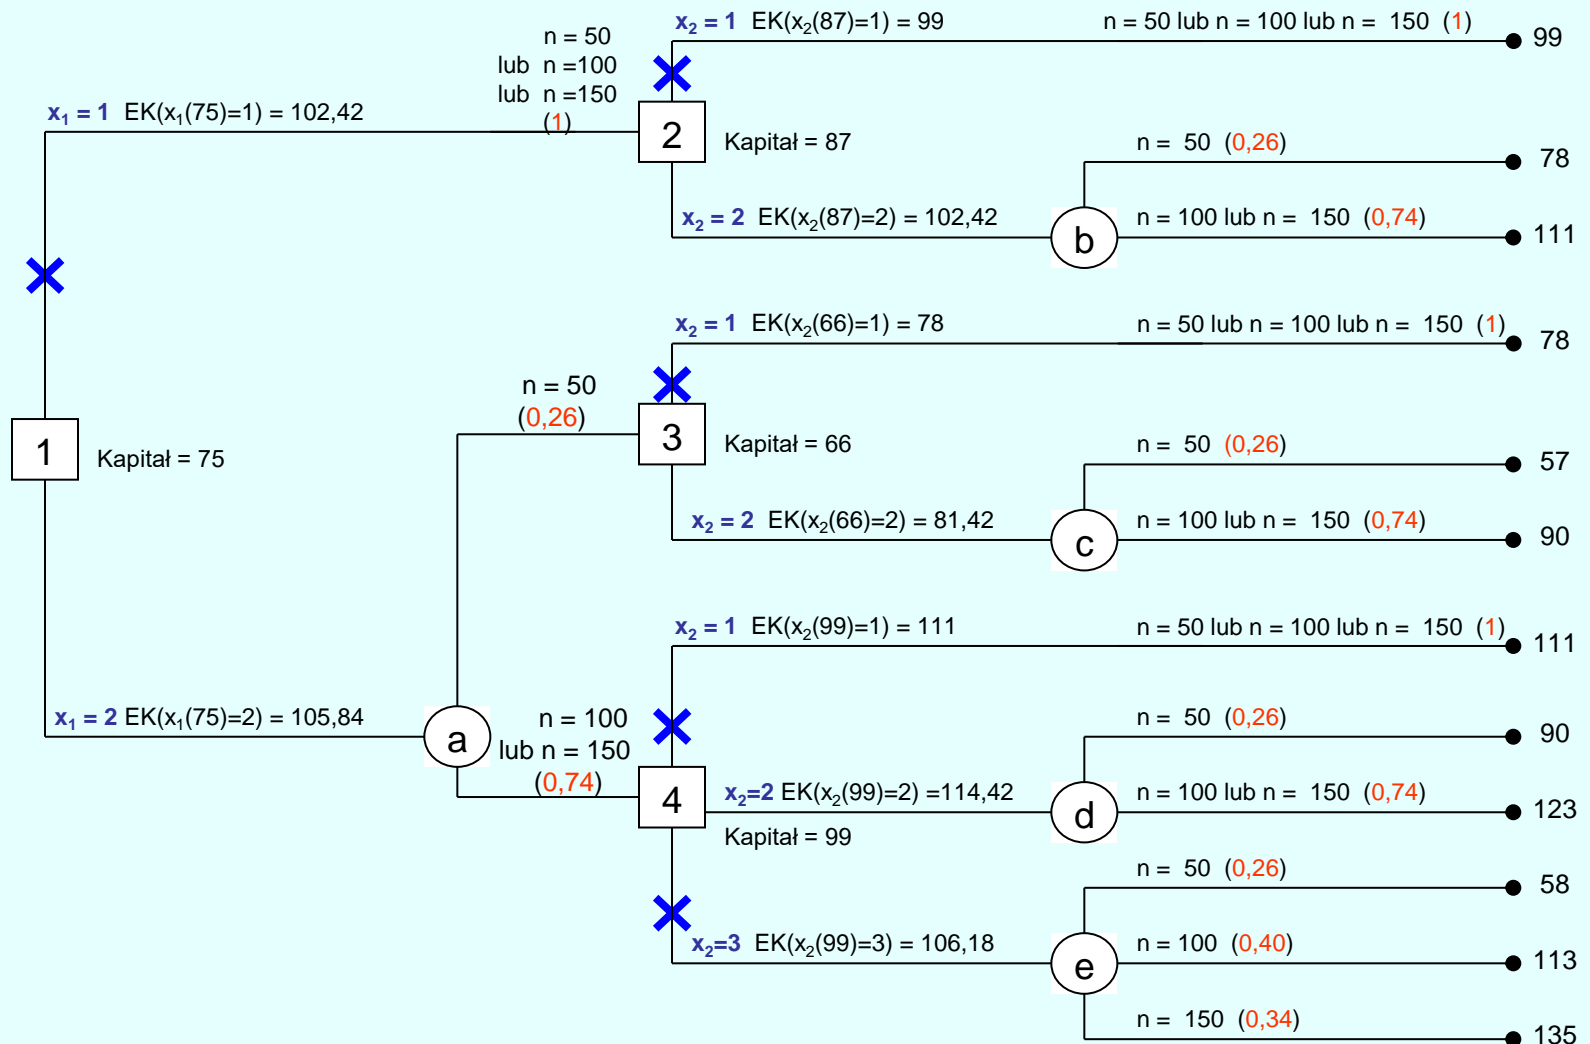 x₂ = 1 EK(x₂(87)=1) = 99
n = 50 lub n = 100 lub n = 150 (1)
99
n = 50
lub n =100
lub n =150
(1)
x₁ = 1 EK(x₁(75)=1) = 102,42
2
Kapitał = 87
n = 50 (0,26)
78
x₂ = 2 EK(x₂(87)=2) = 102,42
b
n = 100 lub n = 150 (0,74)
111
x₂ = 1 EK(x₂(66)=1) = 78
n = 50 lub n = 100 lub n = 150 (1)
78
n = 50
(0,26)
3
Kapitał = 66
1
Kapitał = 75
n = 50 (0,26)
57
x₂ = 2 EK(x₂(66)=2) = 81,42
c
n = 100 lub n = 150 (0,74)
90
x₂ = 1 EK(x₂(99)=1) = 111
n = 50 lub n = 100 lub n = 150 (1)
111
x₁ = 2 EK(x₁(75)=2) = 105,84
a
n = 100
lub n = 150
(0,74)
n = 50 (0,26)
90
4
x₂=2 EK(x₂(99)=2) =114,42
Kapitał = 99
d
n = 100 lub n = 150 (0,74)
123
n = 50 (0,26)
58
x₂=3 EK(x₂(99)=3) = 106,18
e
n = 100 (0,40)
113
n = 150 (0,34)
135